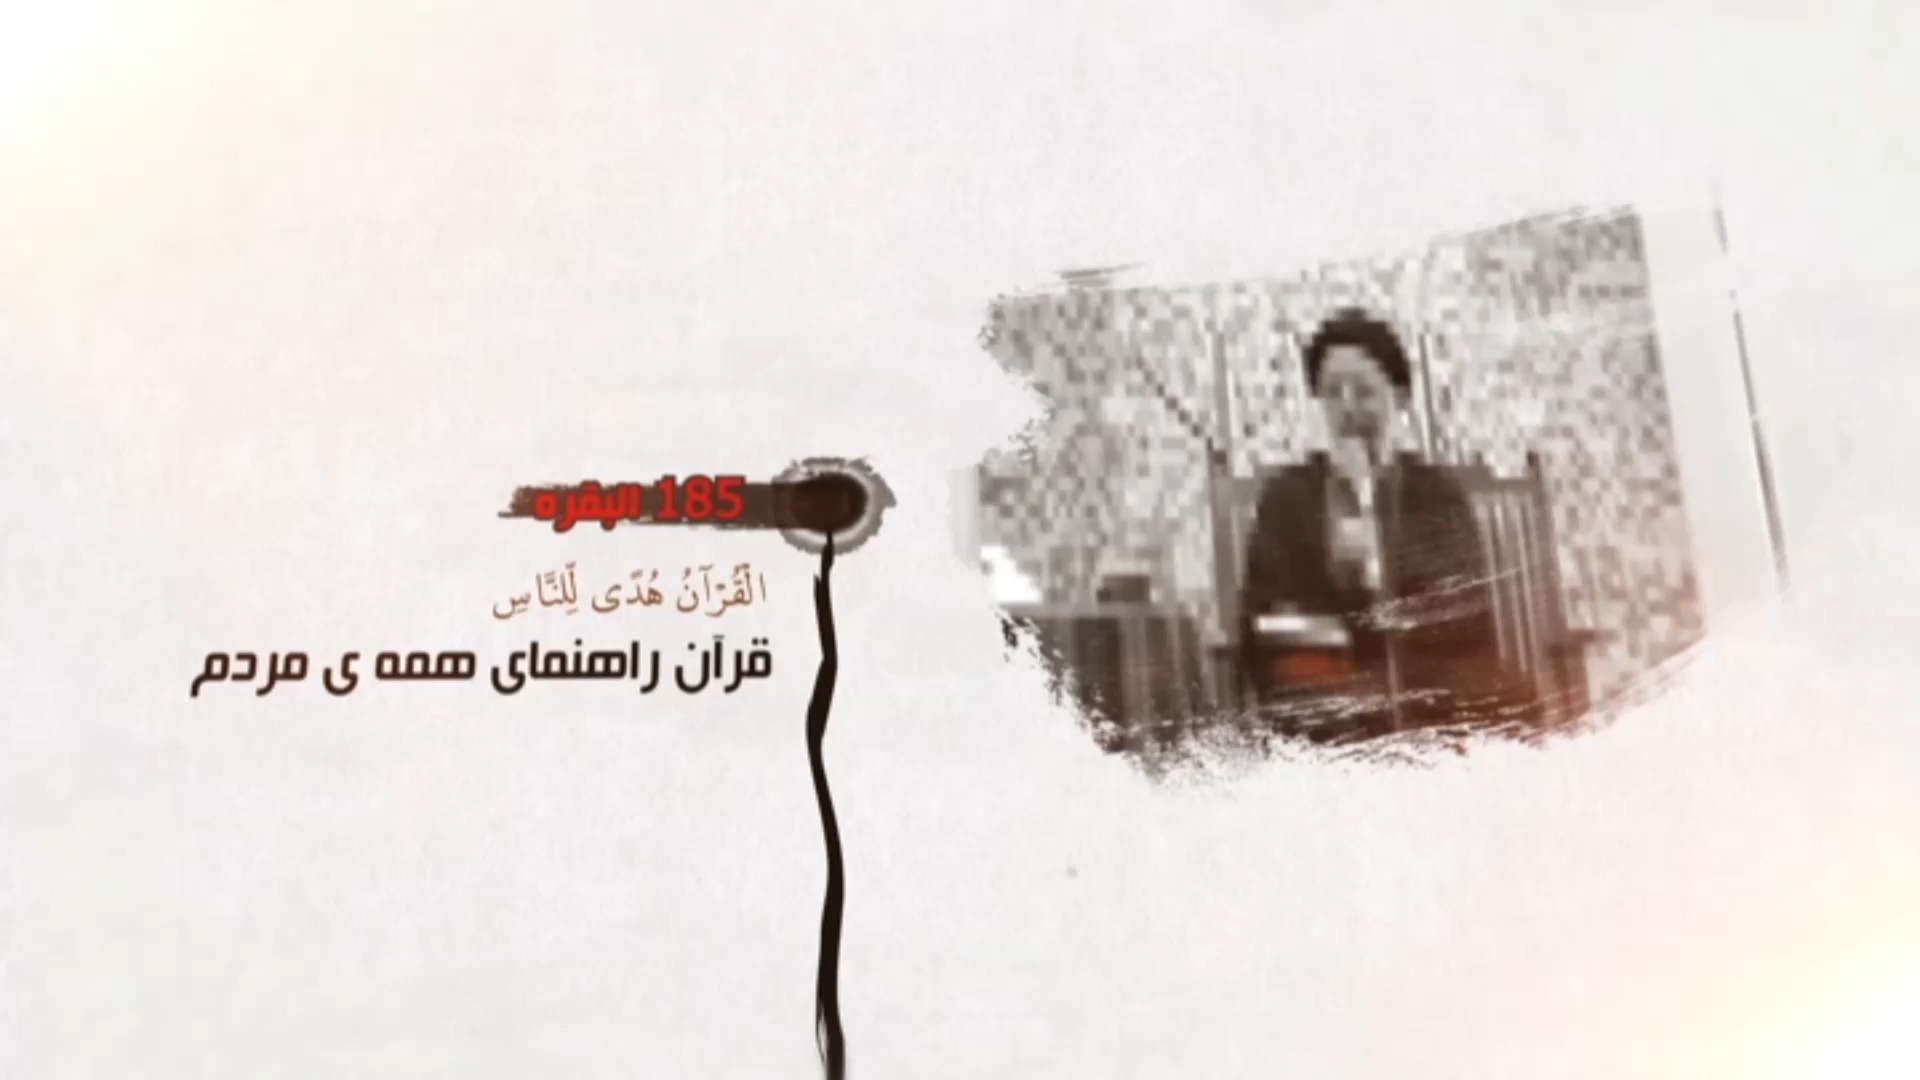 185 البقره
الْقُرْآنُ هُدًى لِّلنَّاسِ
قرآن راهنمای همه ی مردم